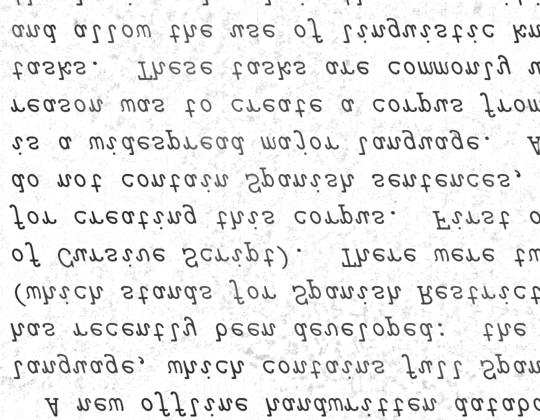 A new offline handwritten databa
language, which contains full Span
has recently been developed: the
(which stands for Spanish Restrict
of Cursive Script). There were tw
for creating this corpus. First o
do not contain Spanish sentences,
is a widespread major language. A
reason was to create a corpus from
tasks. These tasks are commonly u
and allow the use of linguistic kn